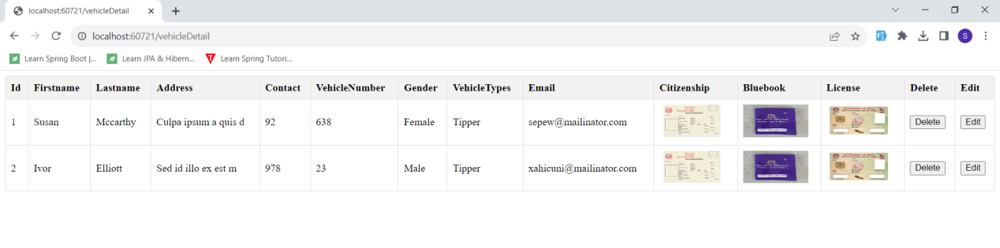 localhost:60721/vehicleDetail
localhost:60721/vehicleDetail
S
Learn Spring Boot |... Learn JPA & Hibern... Learn Spring Tutori...
Id Firstname Lastname Address Contact VehicleNumber Gender VehicleTypes Email Citizenship Bluebook License Delete Edit
1 Susan Mccarthy Culpa ipsum a quis d 92 638 Female Tipper sepew@mailinator.com Delete Edit
2 Ivor Elliott Sed id illo ex est m 978 23 Male Tipper xahicuni@mailinator.com Delete Edit